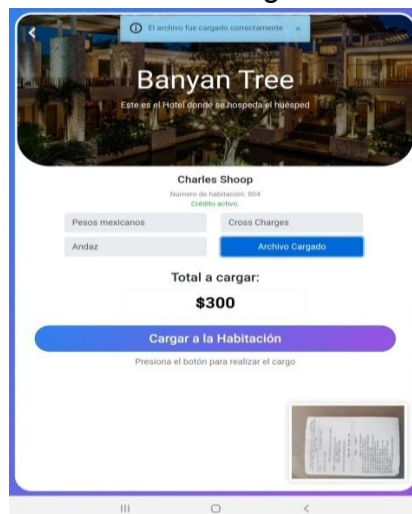 El archivo fue cargado correctamente ×
Banyan Tree
Este es el Hotel donde se hospeda el huésped
Charles Shoop
Número de habitación: 804
Crédito activo.
Pesos mexicanos
Cross Charges
Andaz
Archivo Cargado
Total a cargar:
$300
Cargar a la Habitación
Presiona el botón para realizar el cargo